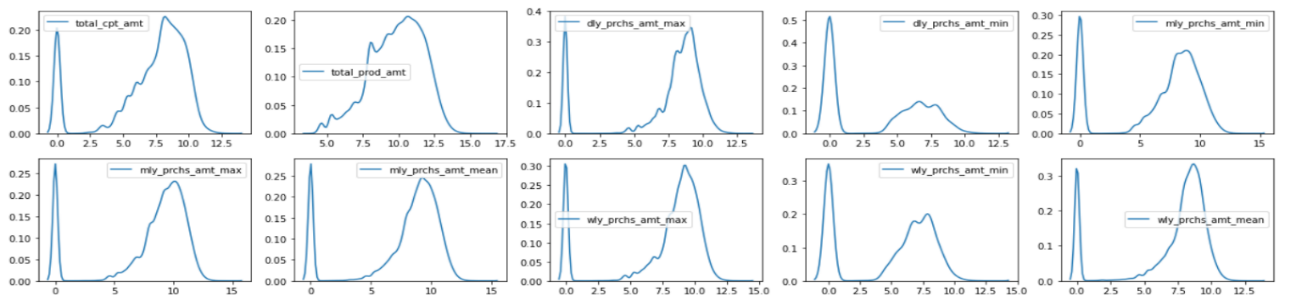 total_cpt_amt
0.20
0.15
0.10
0.05
0.00
0.0 2.5 5.0 7.5 10.0 12.5
total_prod_amt
0.20
0.15
0.10
0.05
0.00
5.0 7.5 10.0 12.5 15.0 17.5
dly_prchs_amt_max
0.4
0.3
0.2
0.1
0.0
0.0 2.5 5.0 7.5 10.0 12.5
dly_prchs_amt_min
0.5
0.4
0.3
0.2
0.1
0.0
0.0 2.5 5.0 7.5 10.0 12.5
mly_prchs_amt_min
0.30
0.25
0.20
0.15
0.10
0.05
0.00
0 5 10 15
mly_prchs_amt_max
0.25
0.20
0.15
0.10
0.05
0.00
0 5 10 15
mly_prchs_amt_mean
0.25
0.20
0.15
0.10
0.05
0.00
0 5 10 15
wly_prchs_amt_max
0.30
0.25
0.20
0.15
0.10
0.05
0.00
0.0 2.5 5.0 7.5 10.0 12.5 15.0
wly_prchs_amt_min
0.3
0.2
0.1
0.0
0.0 2.5 5.0 7.5 10.0 12.5 15.0
wly_prchs_amt_mean
0.3
0.2
0.1
0.0
0.0 2.5 5.0 7.5 10.0 12.5